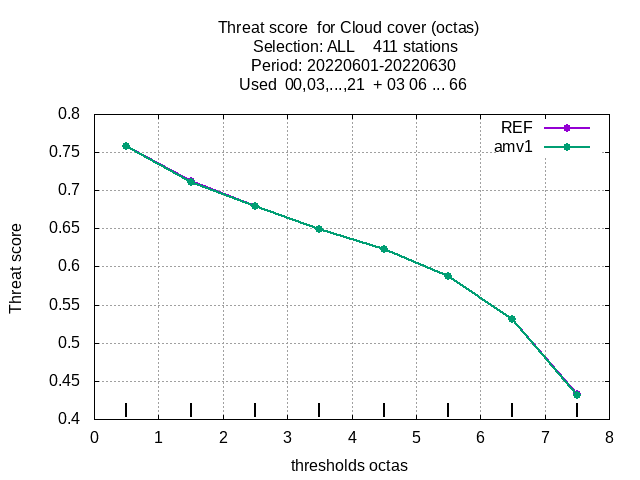 Threat score  for Cloud cover (octas)
Selection: ALL    411 stations
Period: 20220601-20220630
Used  00,03,...,21  + 03 06 ... 66
REF
amv1
0.8
0.75
0.7
0.65
0.6
0.55
0.5
0.45
0.4
Threat score
0 1 2 3 4 5 6 7 8
thresholds octas